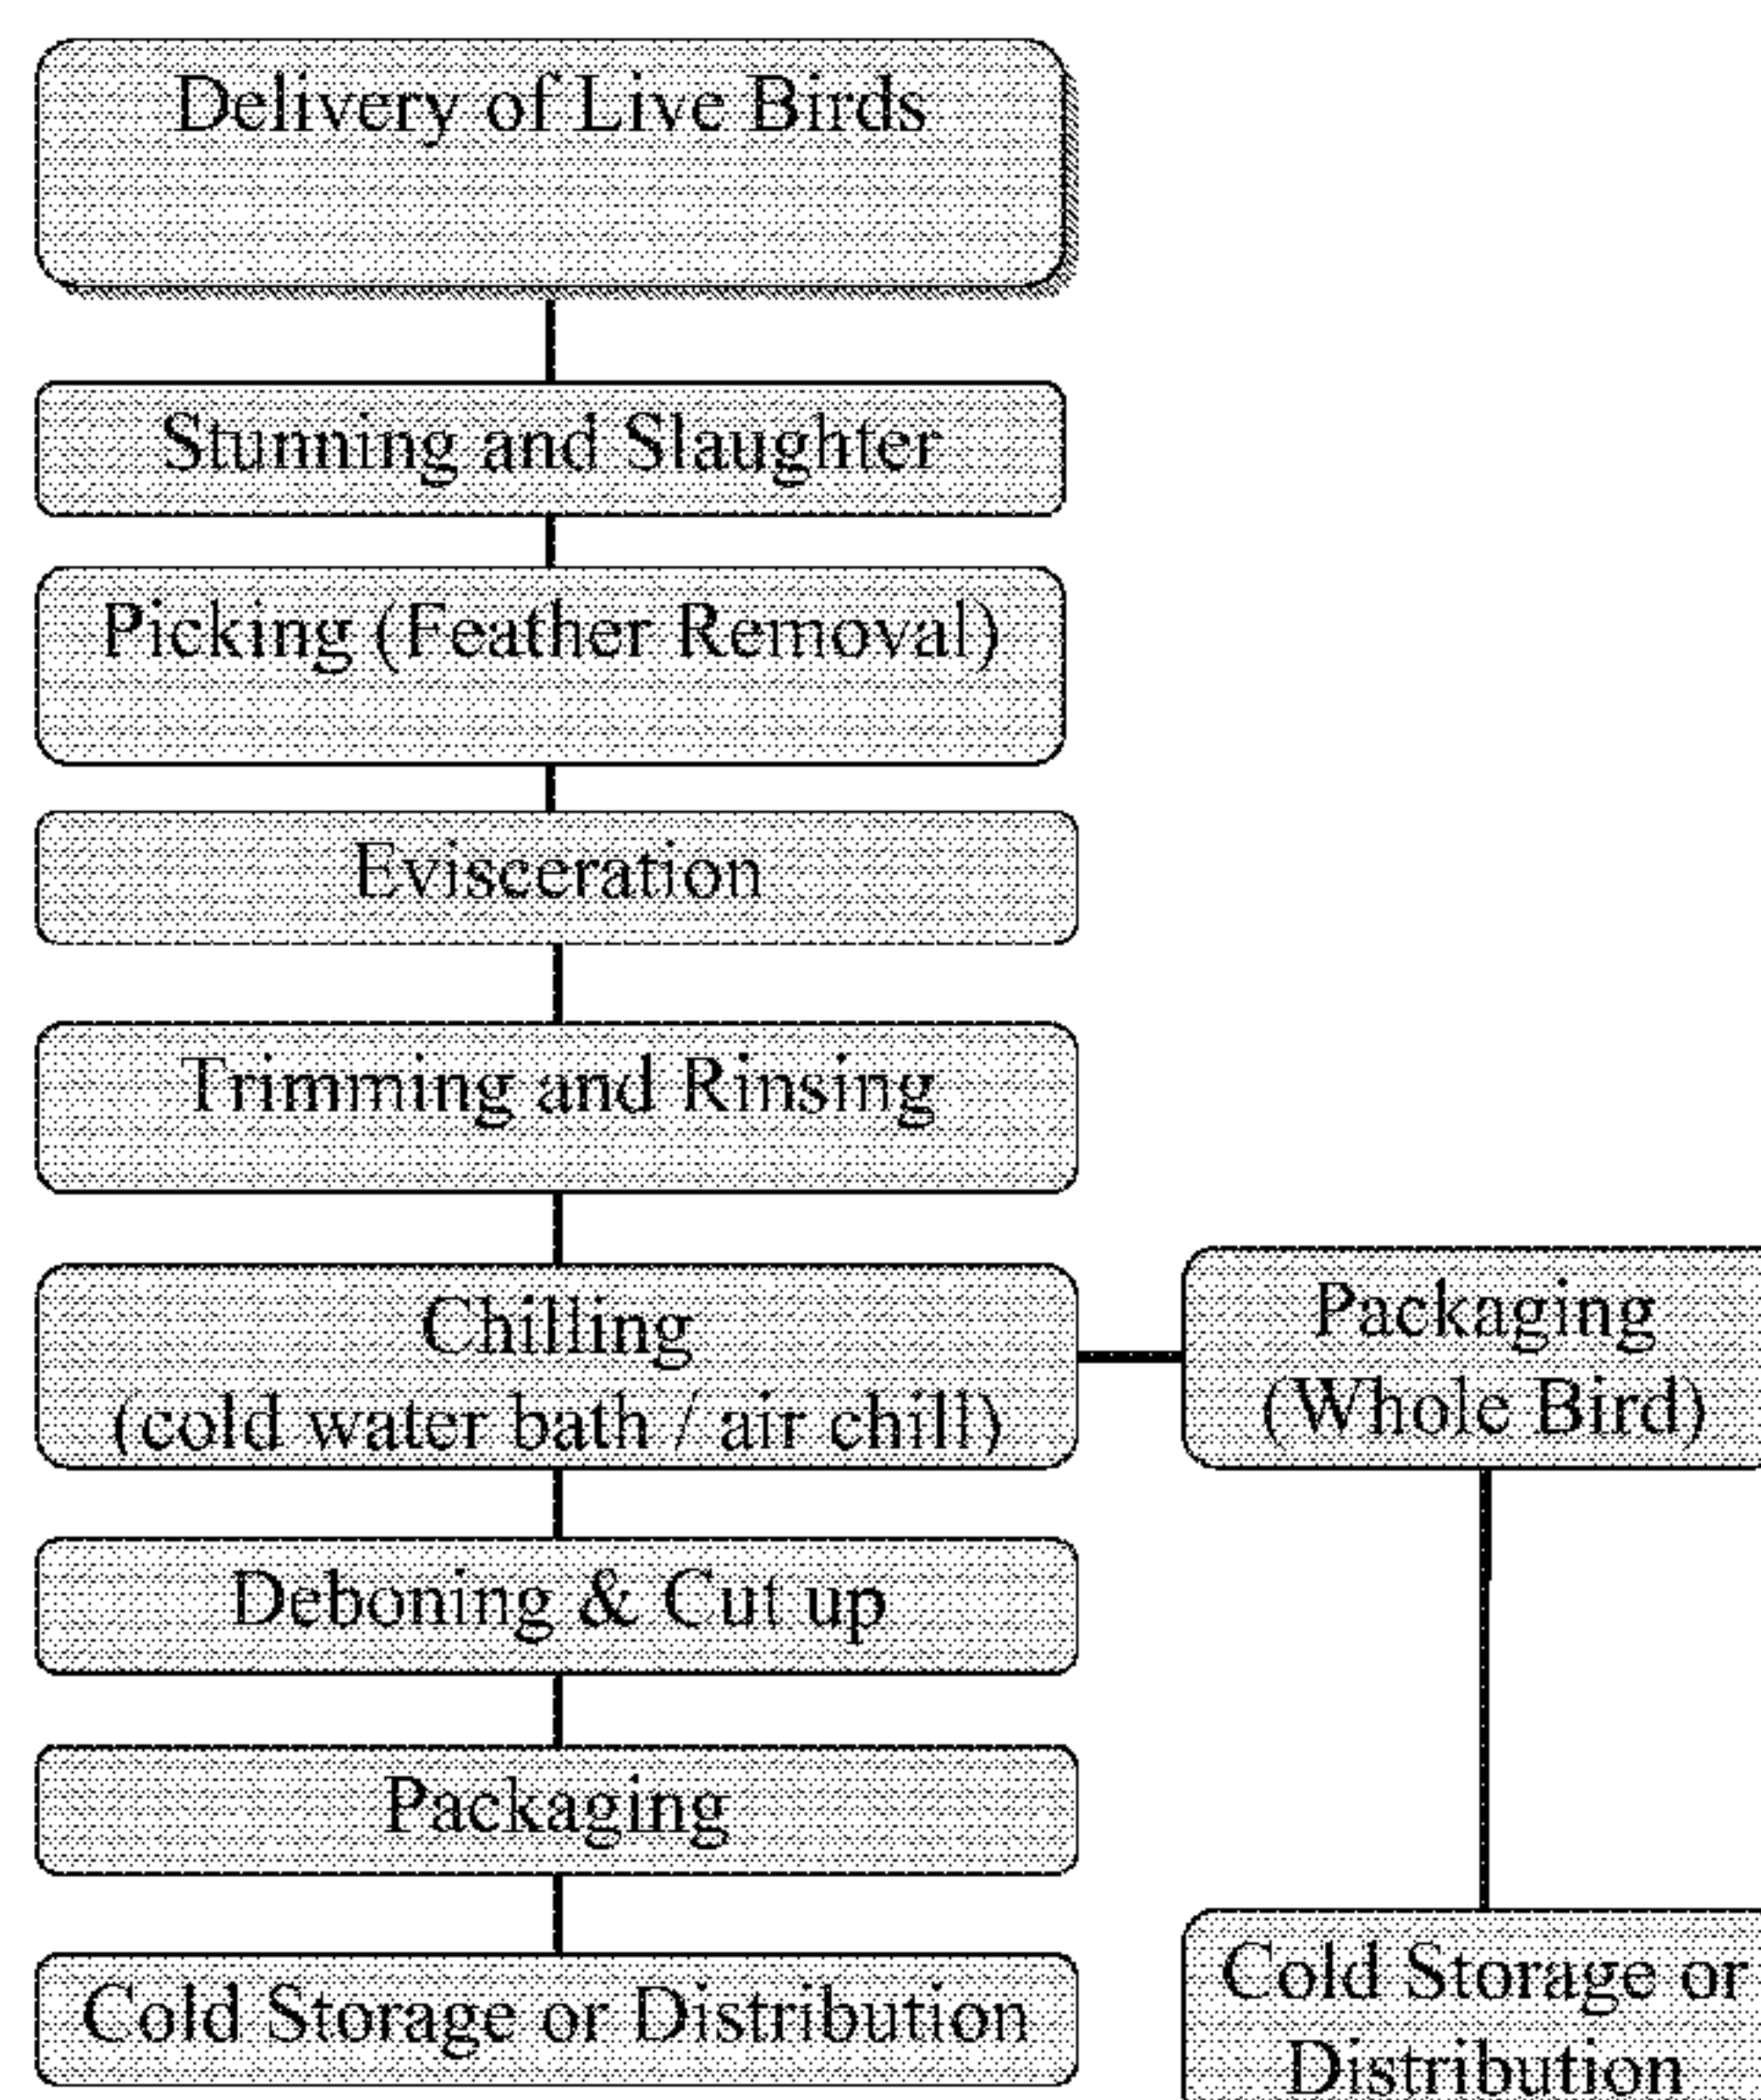 Delivery of Live Birds
Stunning and Slaughter
Picking (Feather Removal)
Evisceration
Trimming and Rinsing
Chilling
(cold water bath / air chill)
Packaging
(Whole Bird)
Deboning & Cut up
Packaging
Cold Storage or Distribution
Cold Storage or
Distribution